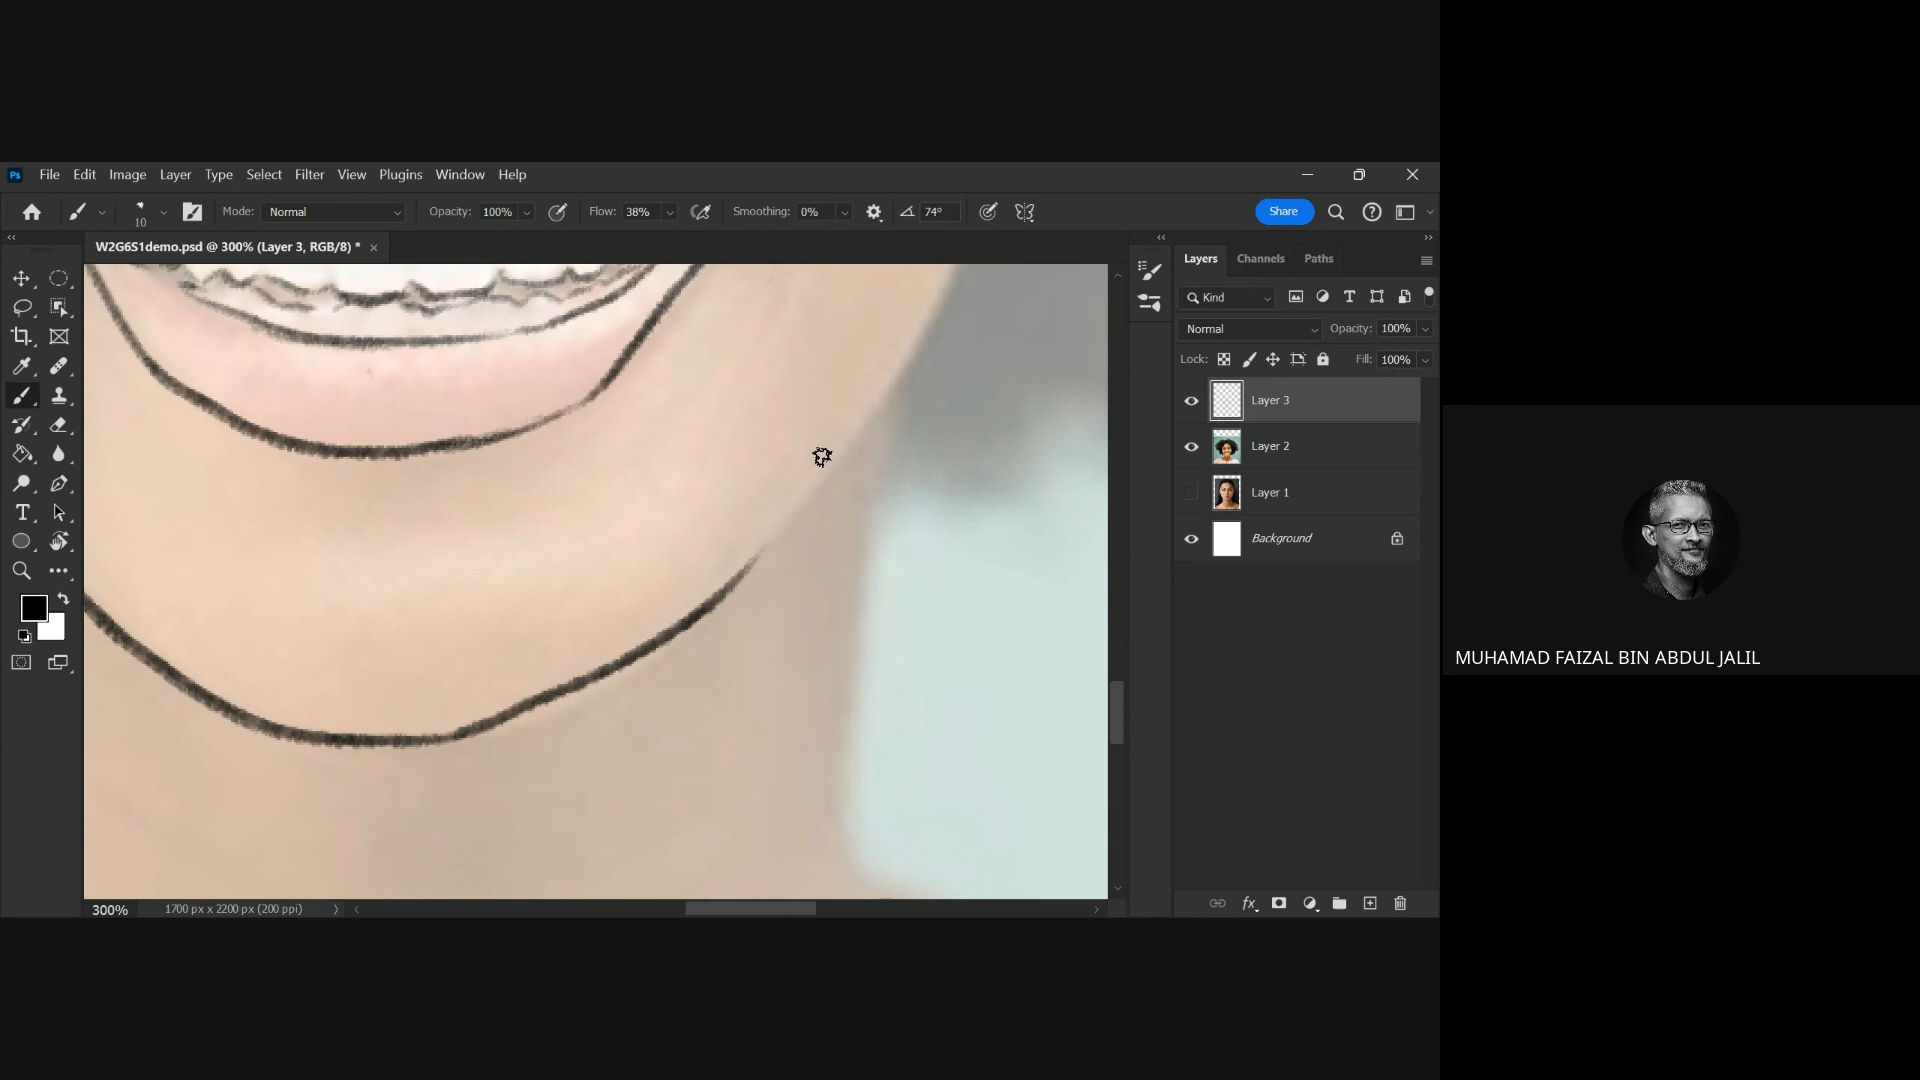 Ps File Edit Image Layer Type Select Filter Layer View Plugins Window Help
10 Mode: Normal Opacity: 100% Flow: 38% Smoothing: 0% 74° Share
W2G6S1demo.psd @ 300% (Layer 3, RGB/8) *
Layers Channels Paths
Kind
Normal Opacity: 100%
Lock: Fill: 100%
Layer 3
Layer 2
Layer 1
Background
300% 1700 px x 2200 px (200 ppi)
MUHAMAD FAIZAL BIN ABDUL JALIL